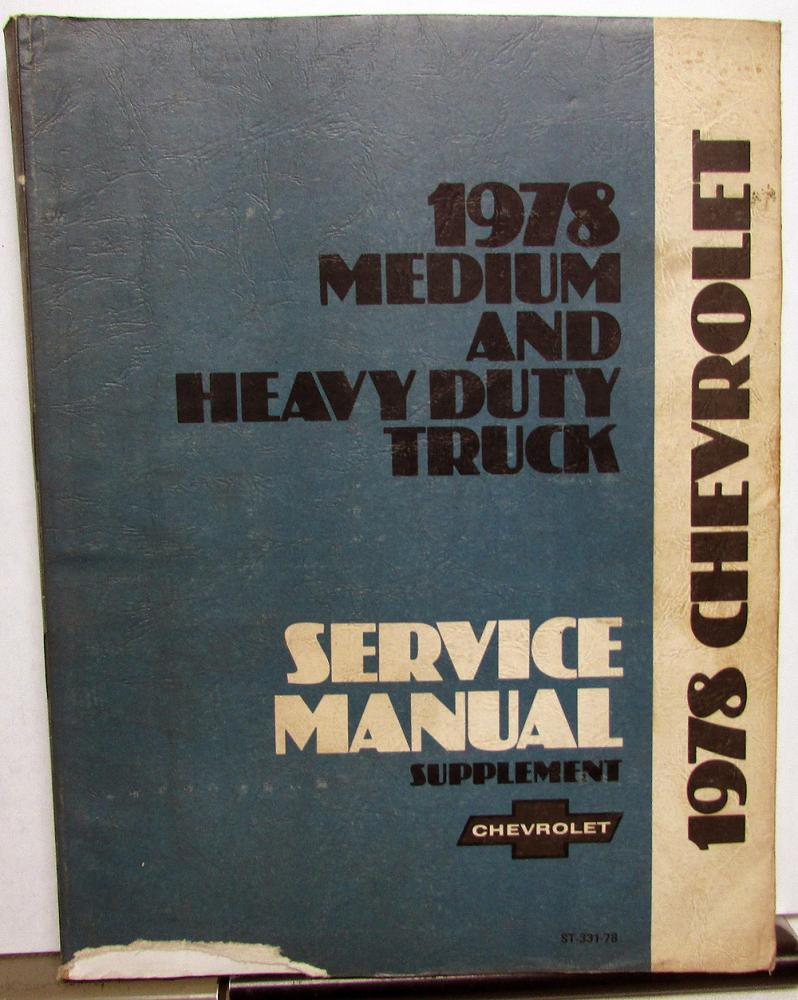 1978
MEDIUM
AND
HEAVY DUTY
TRUCK
SERVICE
MANUAL
SUPPLEMENT
CHEVROLET
ST-331-78
1978 CHEVROLET